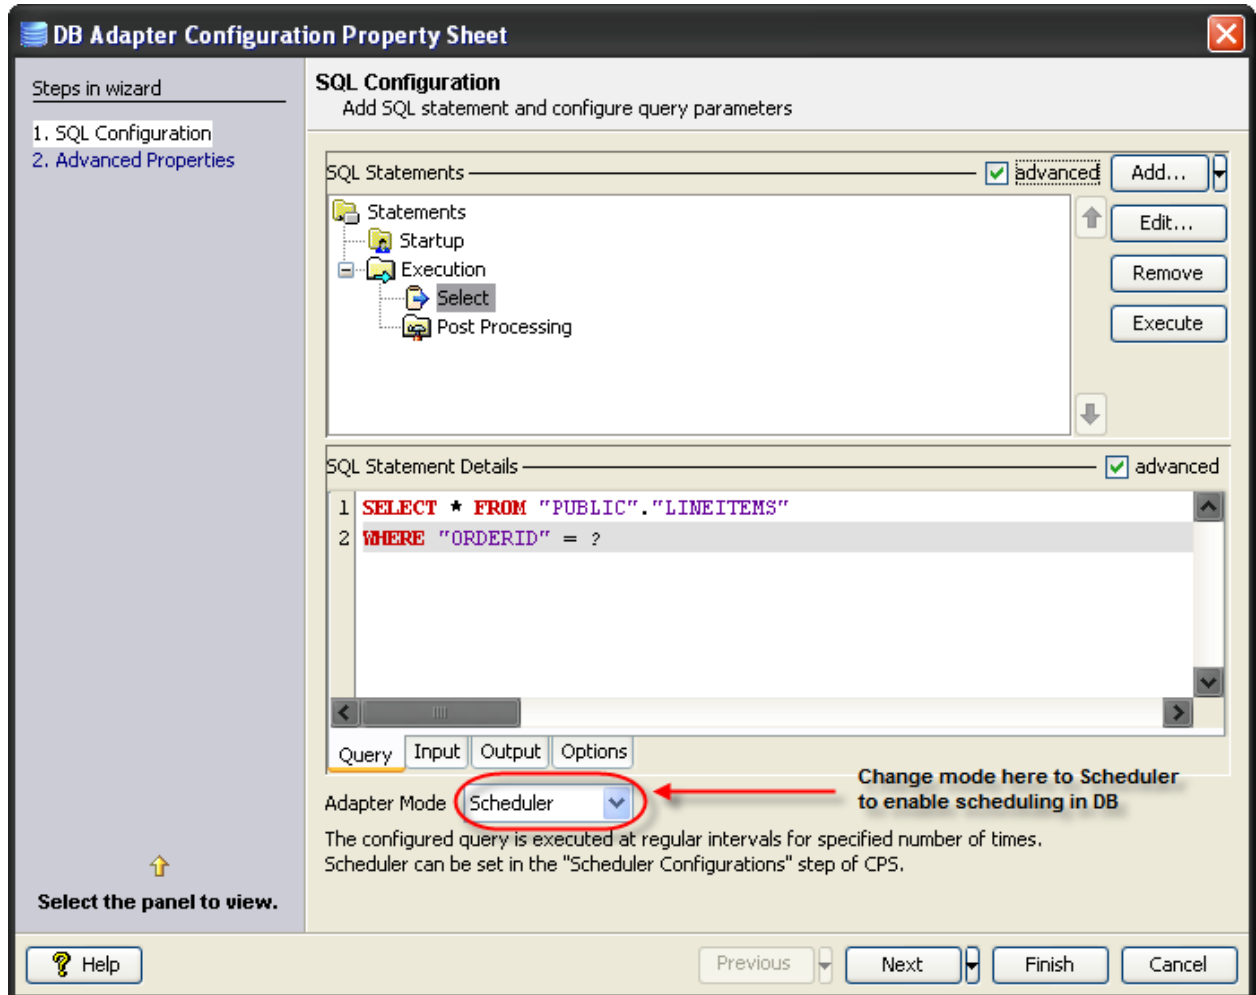 DB Adapter Configuration Property Sheet
Steps in wizard
1. SQL Configuration
2. Advanced Properties
Select the panel to view.
SQL Configuration
Add SQL statement and configure query parameters
SQL Statements
advanced
Add...
Statements
Startup
Execution
Select
Post Processing
Edit...
Remove
Execute
SQL Statement Details
advanced
1 SELECT * FROM "PUBLIC"."LINEITEMS"
2 WHERE "ORDERID" = ?
Query Input Output Options
Adapter Mode Scheduler
Change mode here to Scheduler
to enable scheduling in DB
The configured query is executed at regular intervals for specified number of times.
Scheduler can be set in the "Scheduler Configurations" step of CPS.
Help
Previous Next Finish Cancel